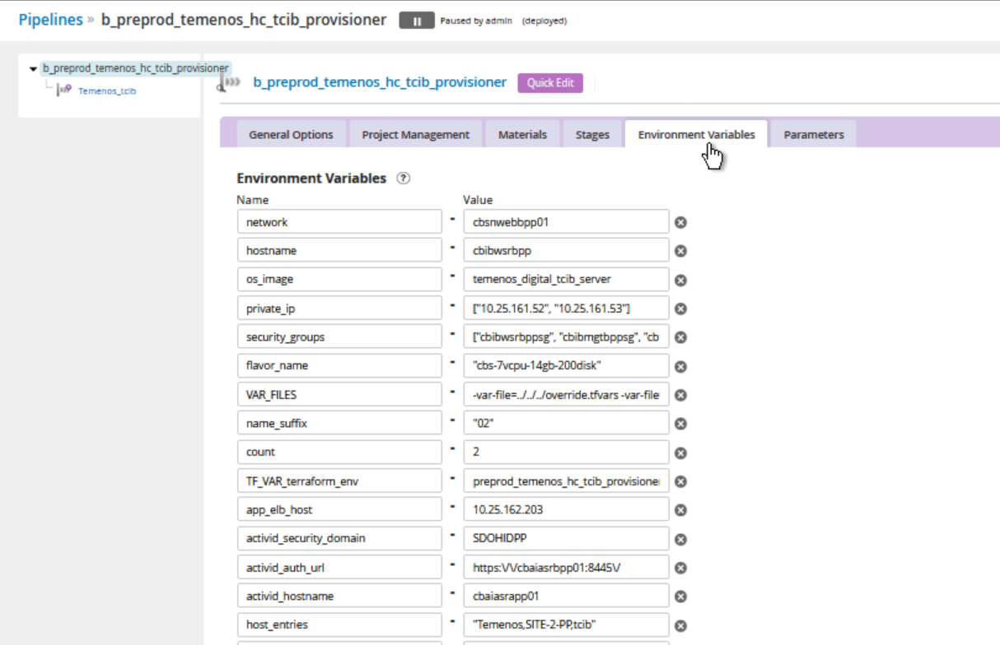 Pipelines » b_preprod_temenos_hc_tcib_provisioner Paused by admin (deployed)
b_preprod_temenos_hc_tcib_provisioner
Temenos_tcib
b_preprod_temenos_hc_tcib_provisioner Quick Edit
General Options Project Management Materials Stages Environment Variables Parameters
Environment Variables ?
Name Value
network = cbsnwebbpp01
hostname = cbibwsrbpp
os_image = temenos_digital_tcib_server
private_ip = ["10.25.161.52", "10.25.161.53"]
security_groups = ["cbibwsrbppsg", "cbibmgtbppsg", "cb
flavor_name = "cbs-7vcpu-14gb-200disk"
VAR_FILES = -var-file=../../../override.tfvars -var-file
name_suffix = "02"
count = 2
TF_VAR_terraform_env = preprod_temenos_hc_tcib_provisione
app_elb_host = 10.25.162.203
activid_security_domain = SDOHIDPP
activid_auth_url = https:\/\/cbaiasrbpp01:8445\/
activid_hostname = cbaiasrapp01
host_entries = "Temenos,SITE-2-PP,tcib"